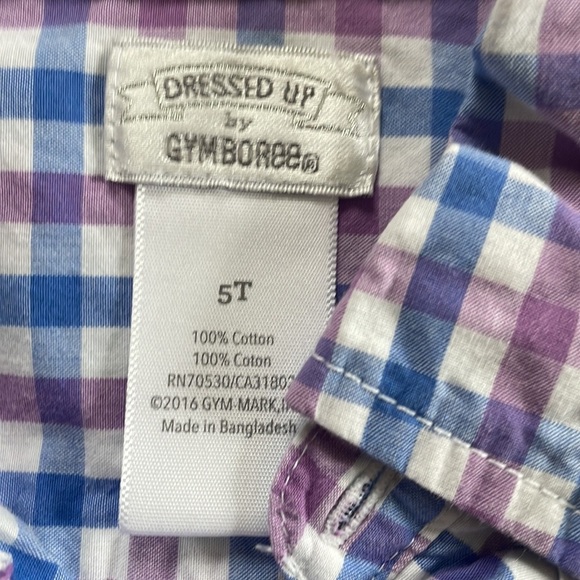 DRESSED UP
by
GYMBOREE®
5T
100% Cotton
100% Coton
RN70530/CA3180
©2016 GYM-MARK,
Made in Bangladesh